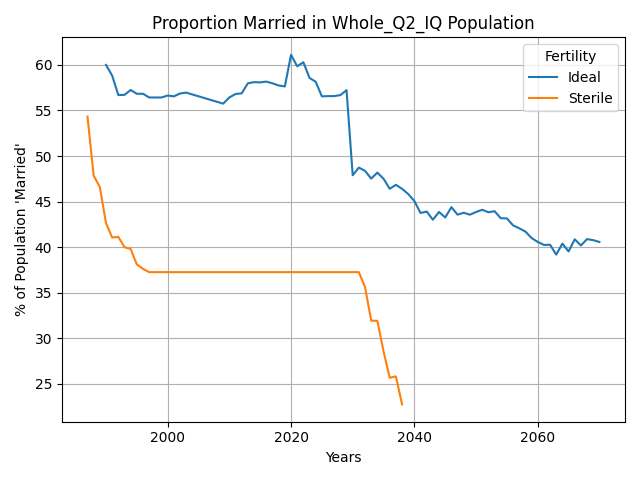 Proportion Married in Whole_Q2_IQ Population
% of Population 'Married'
60
55
50
45
40
35
30
25
2000
2020
2040
2060
Years
Fertility
Ideal
Sterile